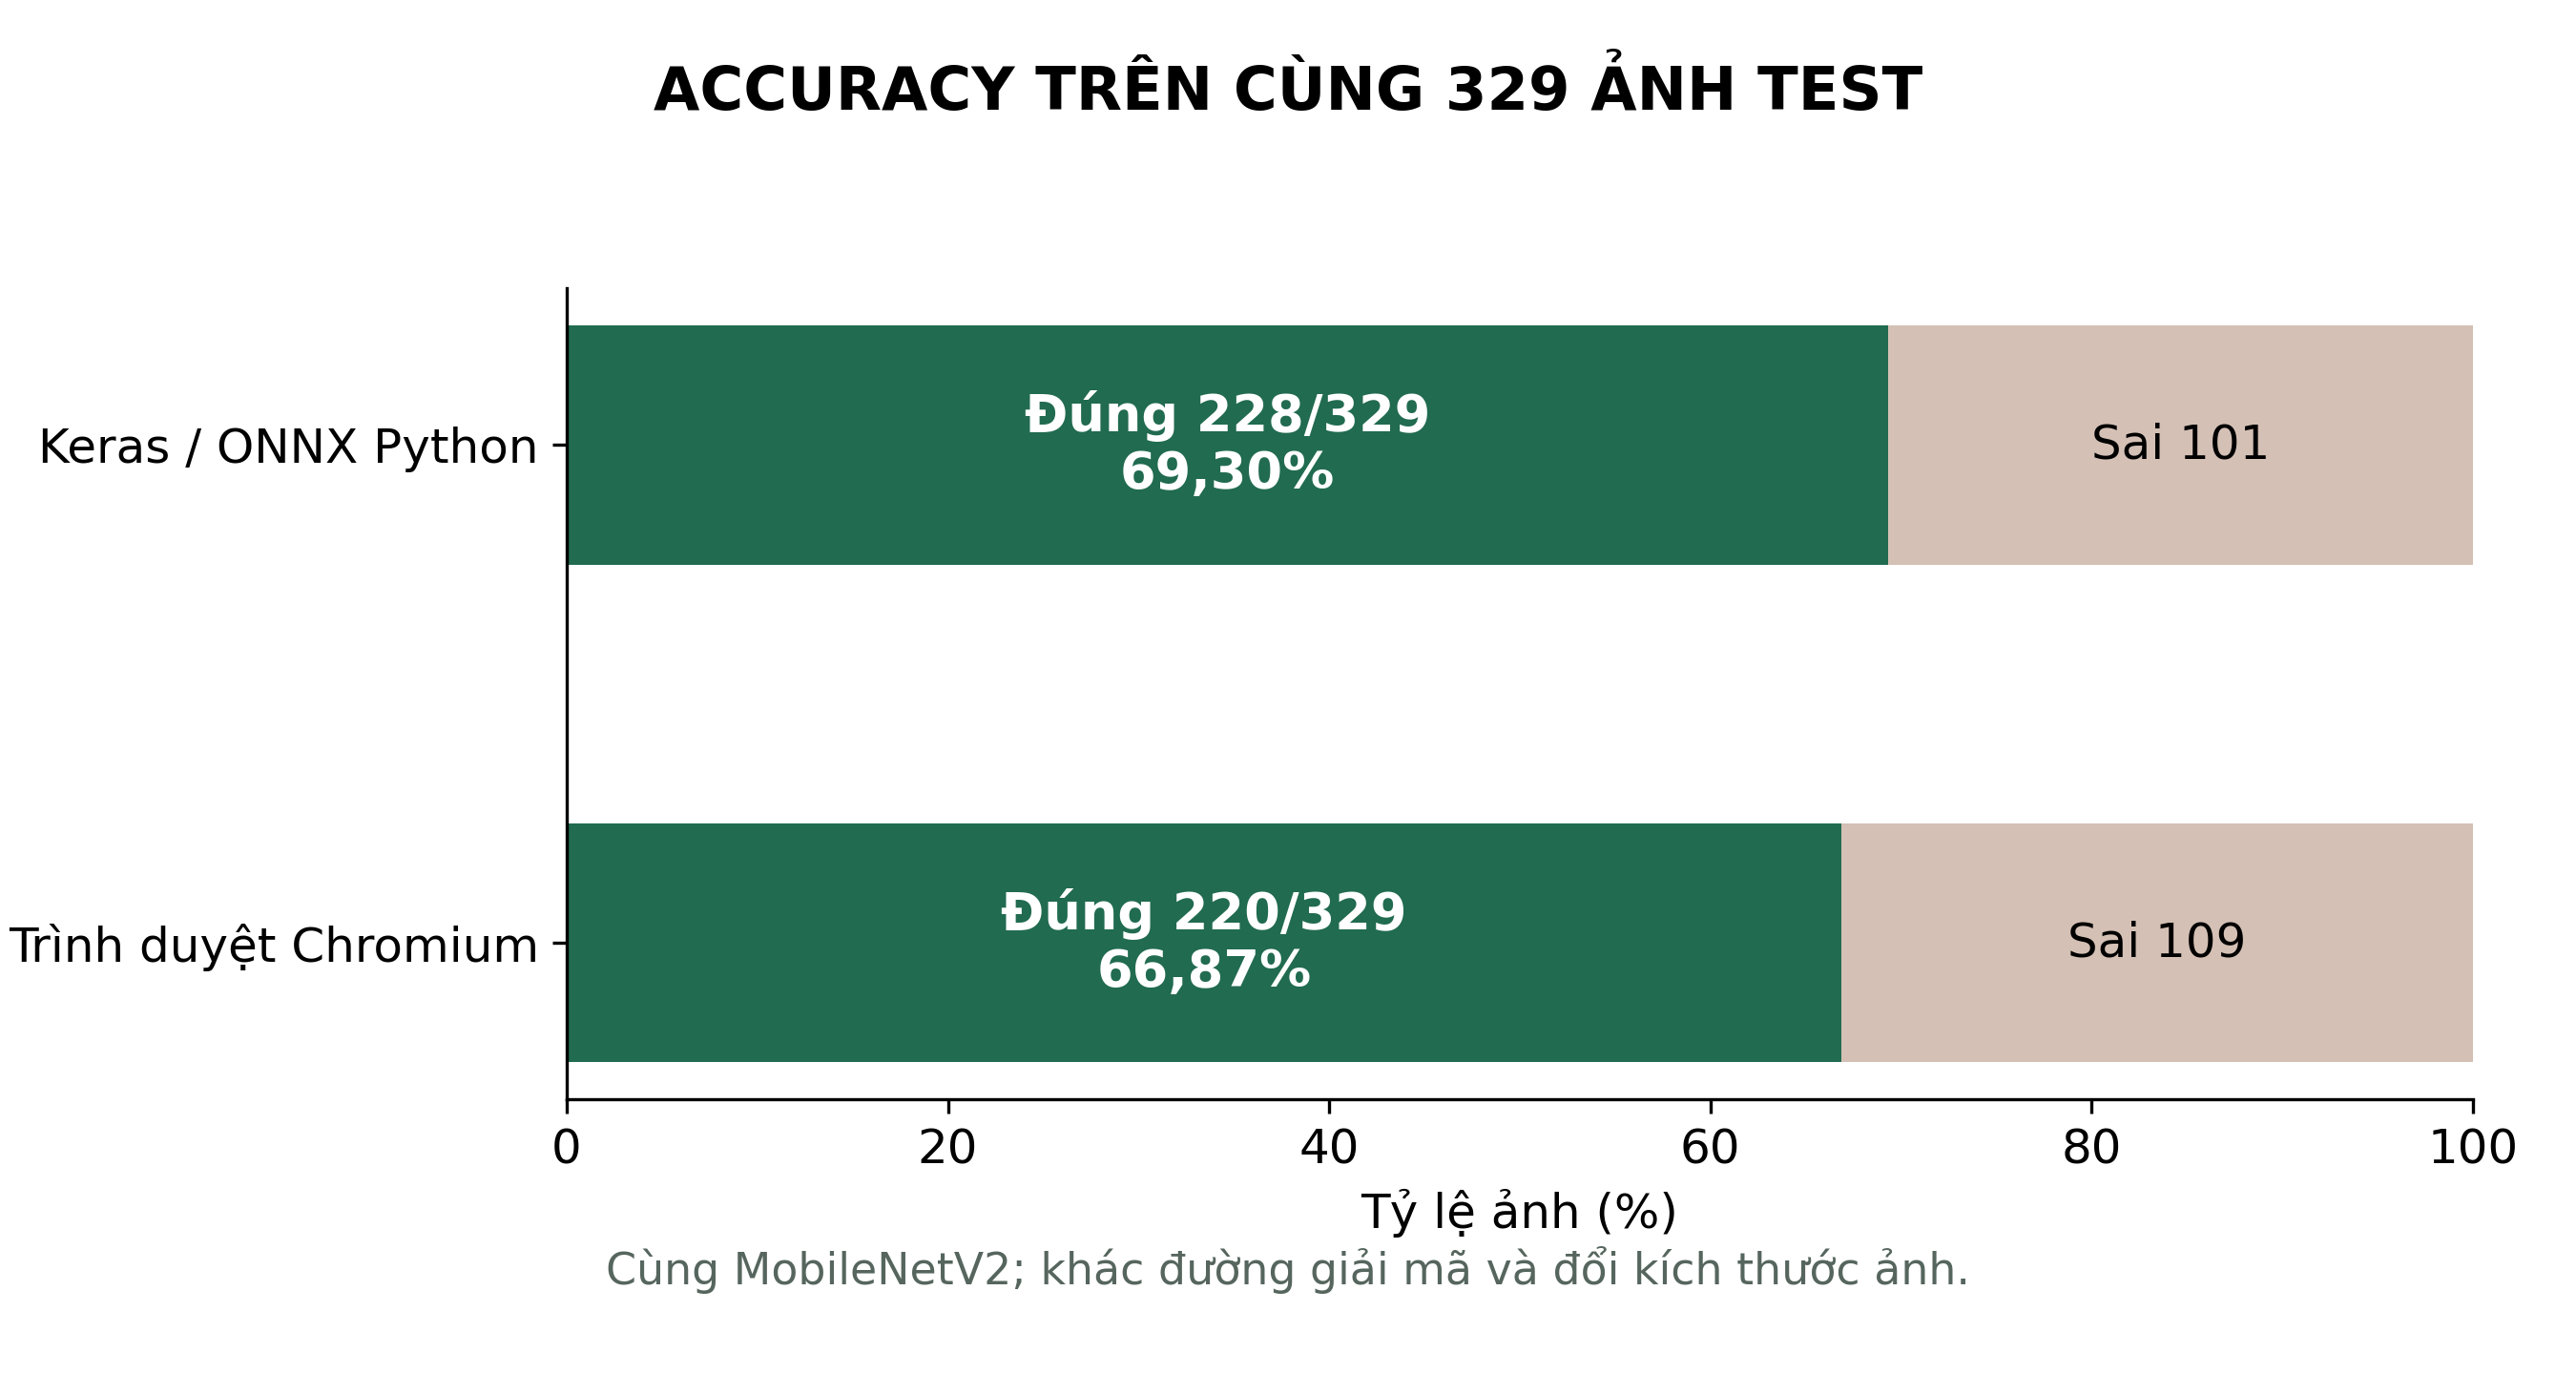 ACCURACY TRÊN CÙNG 329 ẢNH TEST
Keras / ONNX Python
Đúng 228/329
69,30%
Sai 101
Trình duyệt Chromium
Đúng 220/329
66,87%
Sai 109
0 20 40 60 80 100
Tỷ lệ ảnh (%)
Cùng MobileNetV2; khác đường giải mã và đổi kích thước ảnh.